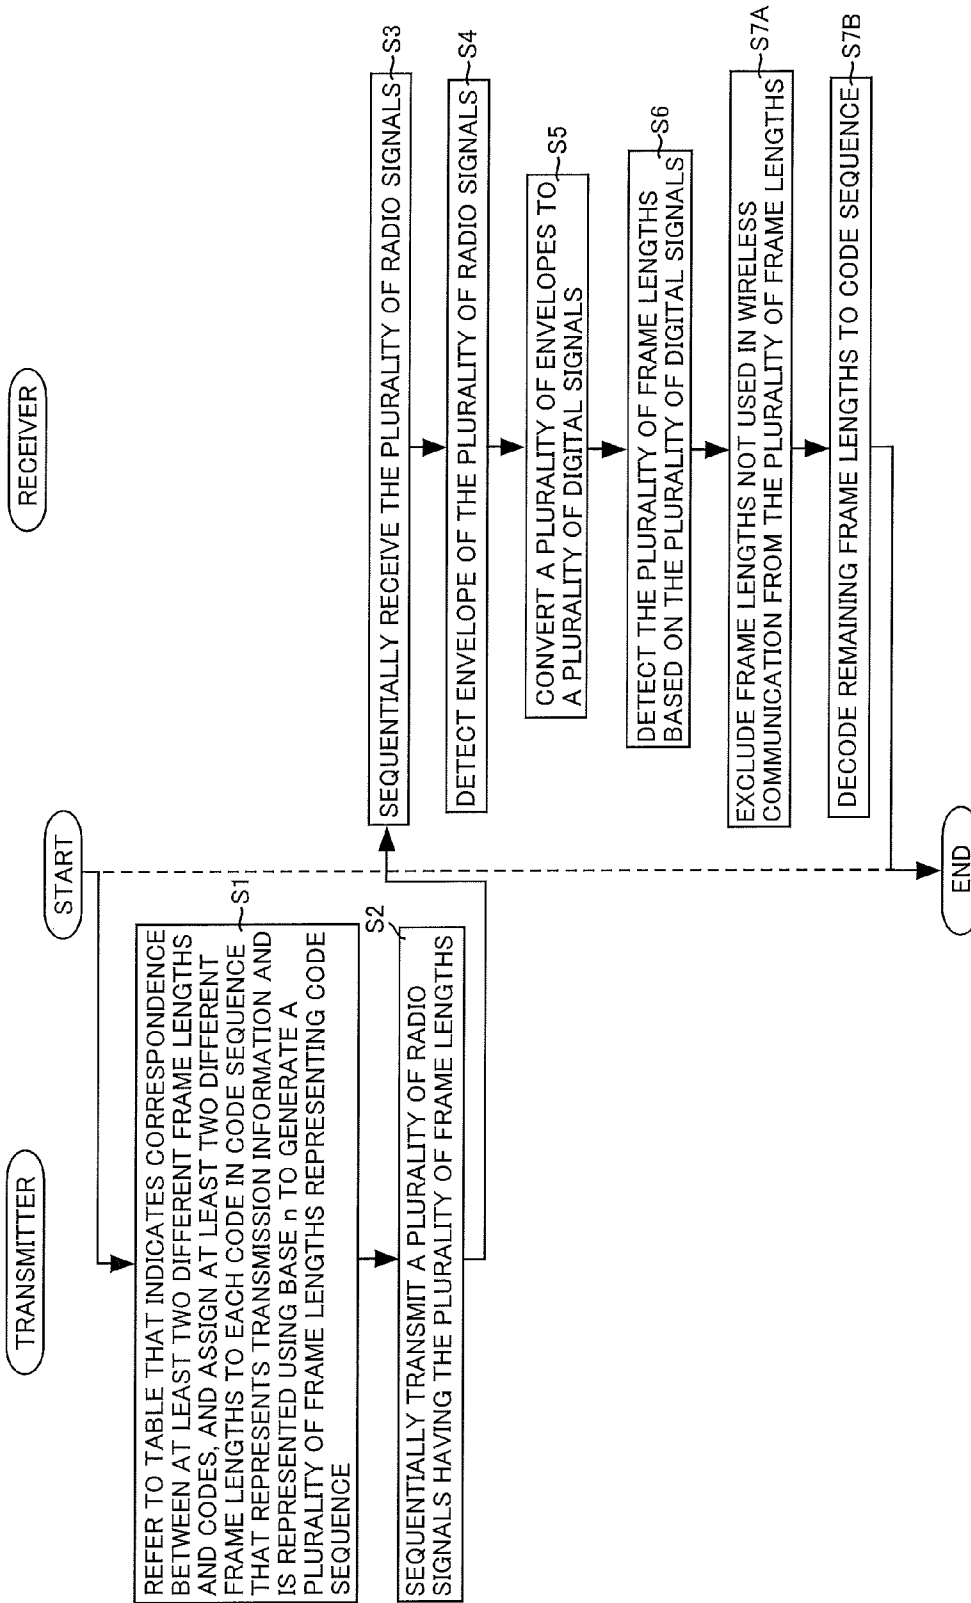 TRANSMITTER
RECEIVER
START
REFER TO TABLE THAT INDICATES CORRESPONDENCE
BETWEEN AT LEAST TWO DIFFERENT FRAME LENGTHS
AND CODES, AND ASSIGN AT LEAST TWO DIFFERENT
FRAME LENGTHS TO EACH CODE IN CODE SEQUENCE
THAT REPRESENTS TRANSMISSION INFORMATION AND
IS REPRESENTED USING BASE n TO GENERATE A
PLURALITY OF FRAME LENGTHS REPRESENTING CODE
SEQUENCE
S1
SEQUENTIALLY TRANSMIT A PLURALITY OF RADIO
SIGNALS HAVING THE PLURALITY OF FRAME LENGTHS
S2
SEQUENTIALLY RECEIVE THE PLURALITY OF RADIO SIGNALS
S3
DETECT ENVELOPE OF THE PLURALITY OF RADIO SIGNALS
S4
CONVERT A PLURALITY OF ENVELOPES TO
A PLURALITY OF DIGITAL SIGNALS
S5
DETECT THE PLURALITY OF FRAME LENGTHS
BASED ON THE PLURALITY OF DIGITAL SIGNALS
S6
EXCLUDE FRAME LENGTHS NOT USED IN WIRELESS
COMMUNICATION FROM THE PLURALITY OF FRAME LENGTHS
S7A
DECODE REMAINING FRAME LENGTHS TO CODE SEQUENCE
S7B
END